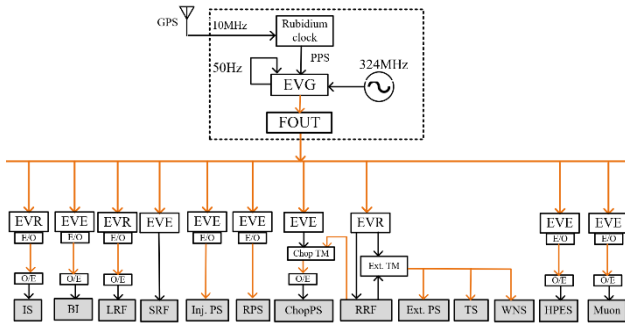 GPS
10MHz
Rubidium
clock
PPS
50Hz
324MHz
EVG
FOUT
EVR EVE EVR EVE EVE EVE EVE EVR EVE EVE
E/O E/O E/O E/O E/O E/O E/O
Chop TM
Ext. TM
O/E O/E O/E O/E O/E O/E
IS BI LRF SRF Inj. PS RPS ChopPS RRF Ext. PS TS WNS HPES Muon